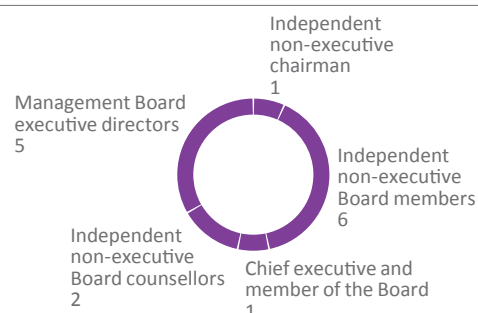 Independent
non-executive
chairman
1
Management Board
executive directors
5
Independent
non-executive
Board members
6
Independent
non-executive
Board counsellors
2
Chief executive and
member of the Board
1